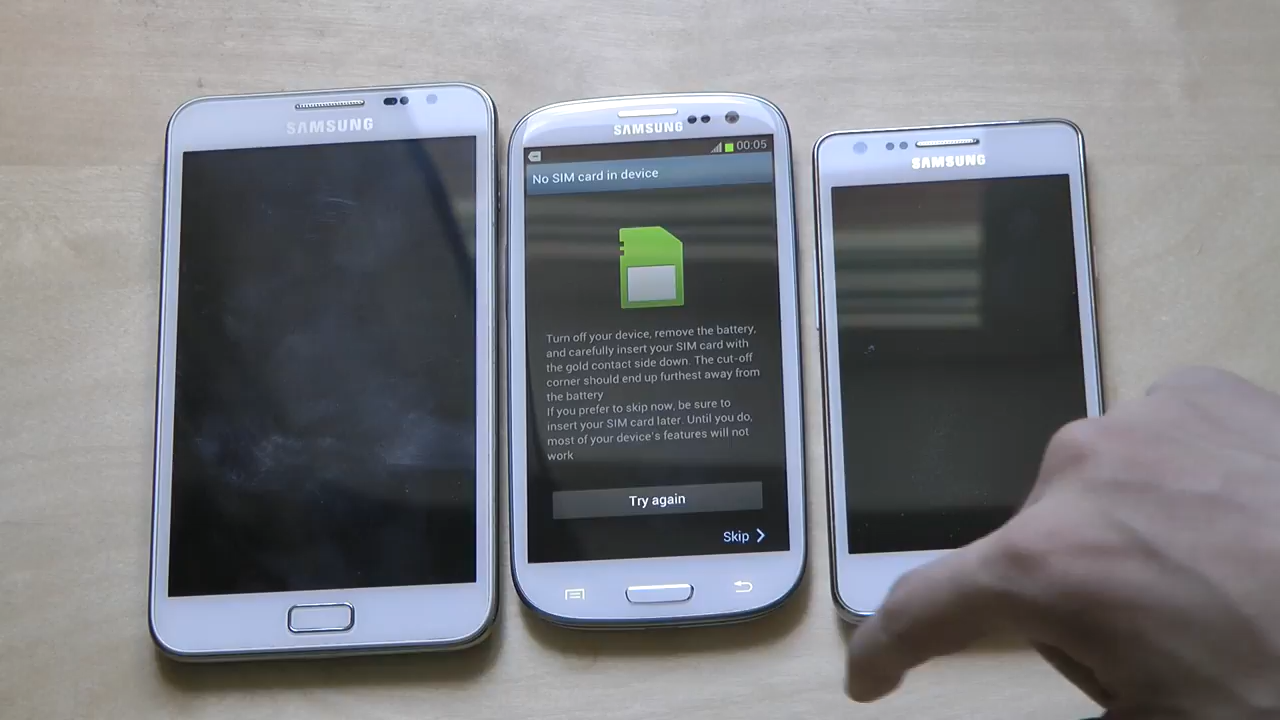 SAMSUNG
SAMSUNG
00:05
No SIM card in device
Turn off your device, remove the battery,
and carefully insert your SIM card with
the gold contact side down. The cut-off
corner should end up furthest away from
the battery
If you prefer to skip now, be sure to
insert your SIM card later. Until you do,
most of your device's features will not
work
Try again
Skip
SAMSUNG